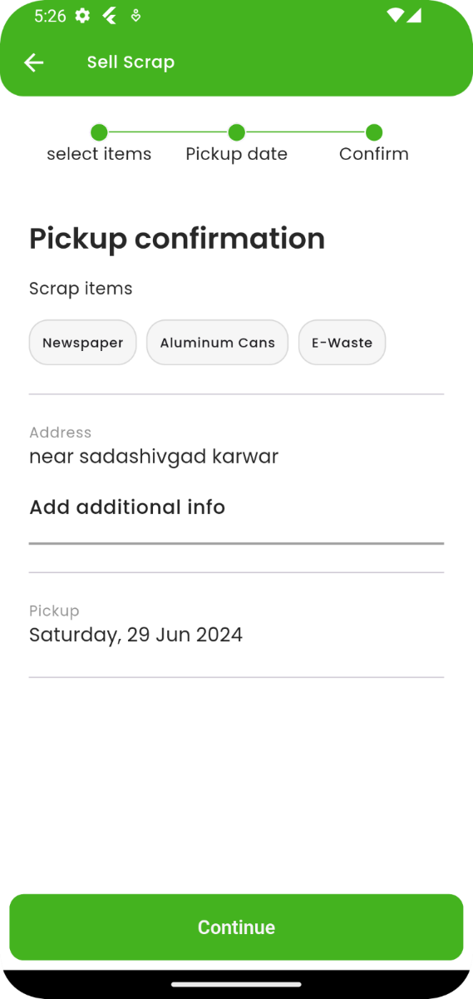 5:26
Sell Scrap
select items Pickup date Confirm
Pickup confirmation
Scrap items
Newspaper Aluminum Cans E-Waste
Address
near sadashivgad karwar
Add additional info
Pickup
Saturday, 29 Jun 2024
Continue